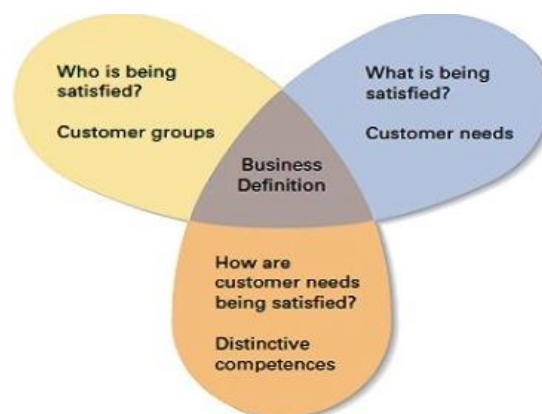 Who is being
satisfied?
Customer groups
What is being
satisfied?
Customer needs
Business
Definition
How are
customer needs
being satisfied?
Distinctive
competences